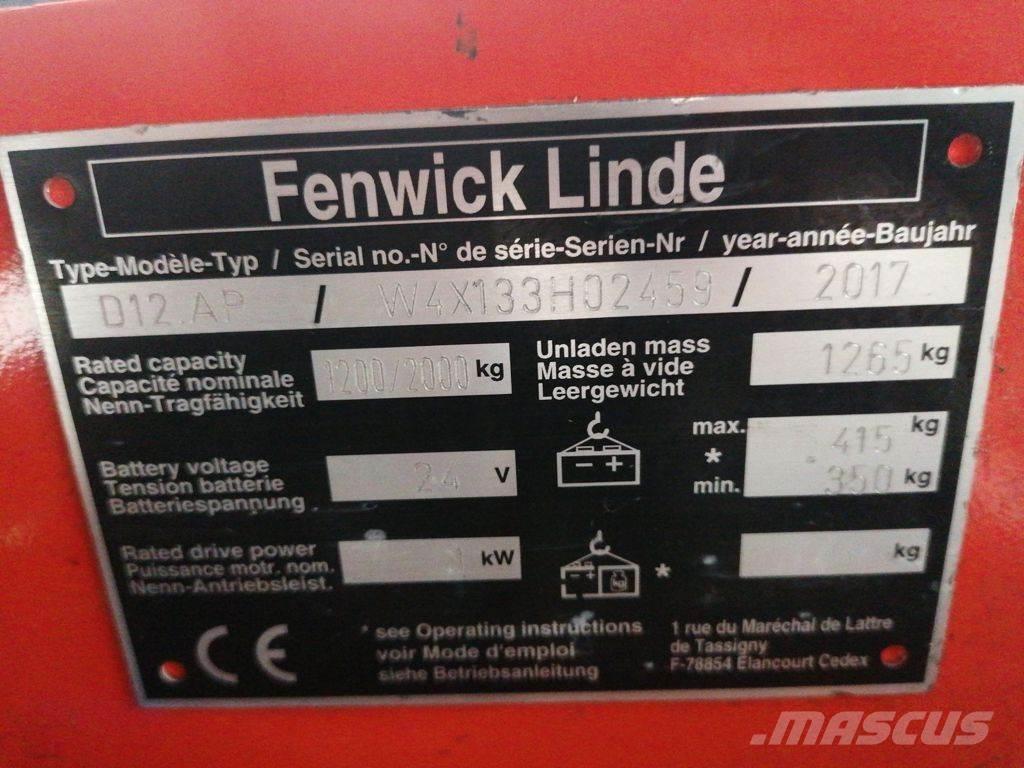 Fenwick Linde
Type-Modèle-Typ / Serial no.-N° de série-Serien-Nr / year-année-Baujahr
D12.AP / W4X133H02459 / 2017
Rated capacity
Capacité nominale
Nenn-Tragfähigkeit
1200/2000 kg
Unladen mass
Masse à vide
Leergewicht
1265 kg
Battery voltage
Tension batterie
Batteriespannung
24 V
- +
max. 415 kg
*
min. 350 kg
Rated drive power
Puissance motr. nom.
Nenn-Antriebsleist.
1 kW
- + kg
* kg
CE
* see Operating instructions
voir Mode d'emploi
siehe Betriebsanleitung
1 rue du Maréchal de Lattre
de Tassigny
F-78854 Elancourt Cedex
MASCUS